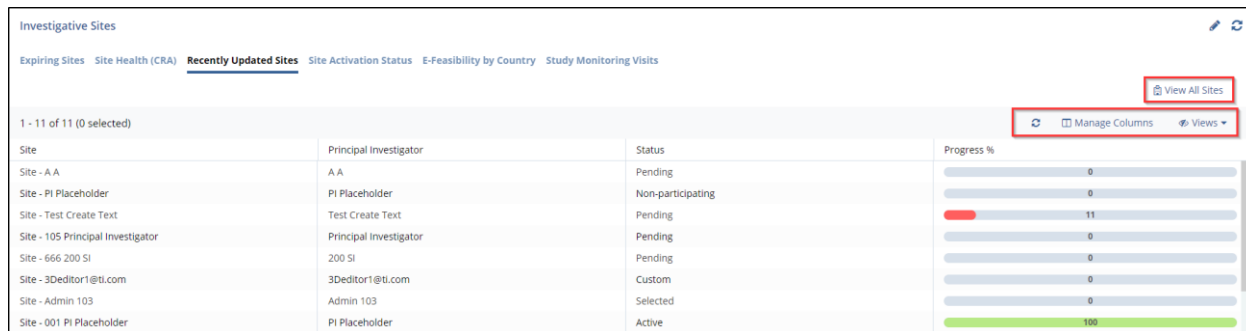 Investigative Sites
Expiring Sites Site Health (CRA) Recently Updated Sites Site Activation Status E-Feasibility by Country Study Monitoring Visits
View All Sites
1 - 11 of 11 (0 selected) Manage Columns Views
Site Principal Investigator Status Progress %
Site - A A A A Pending 0
Site - PI Placeholder PI Placeholder Non-participating 0
Site - Test Create Text Test Create Text Pending 11
Site - 105 Principal Investigator Principal Investigator Pending 0
Site - 666 200 SI 200 SI Pending 0
Site - 3Deditor1@ti.com 3Deditor1@ti.com Custom 0
Site - Admin 103 Admin 103 Selected 0
Site - 001 PI Placeholder PI Placeholder Active 100